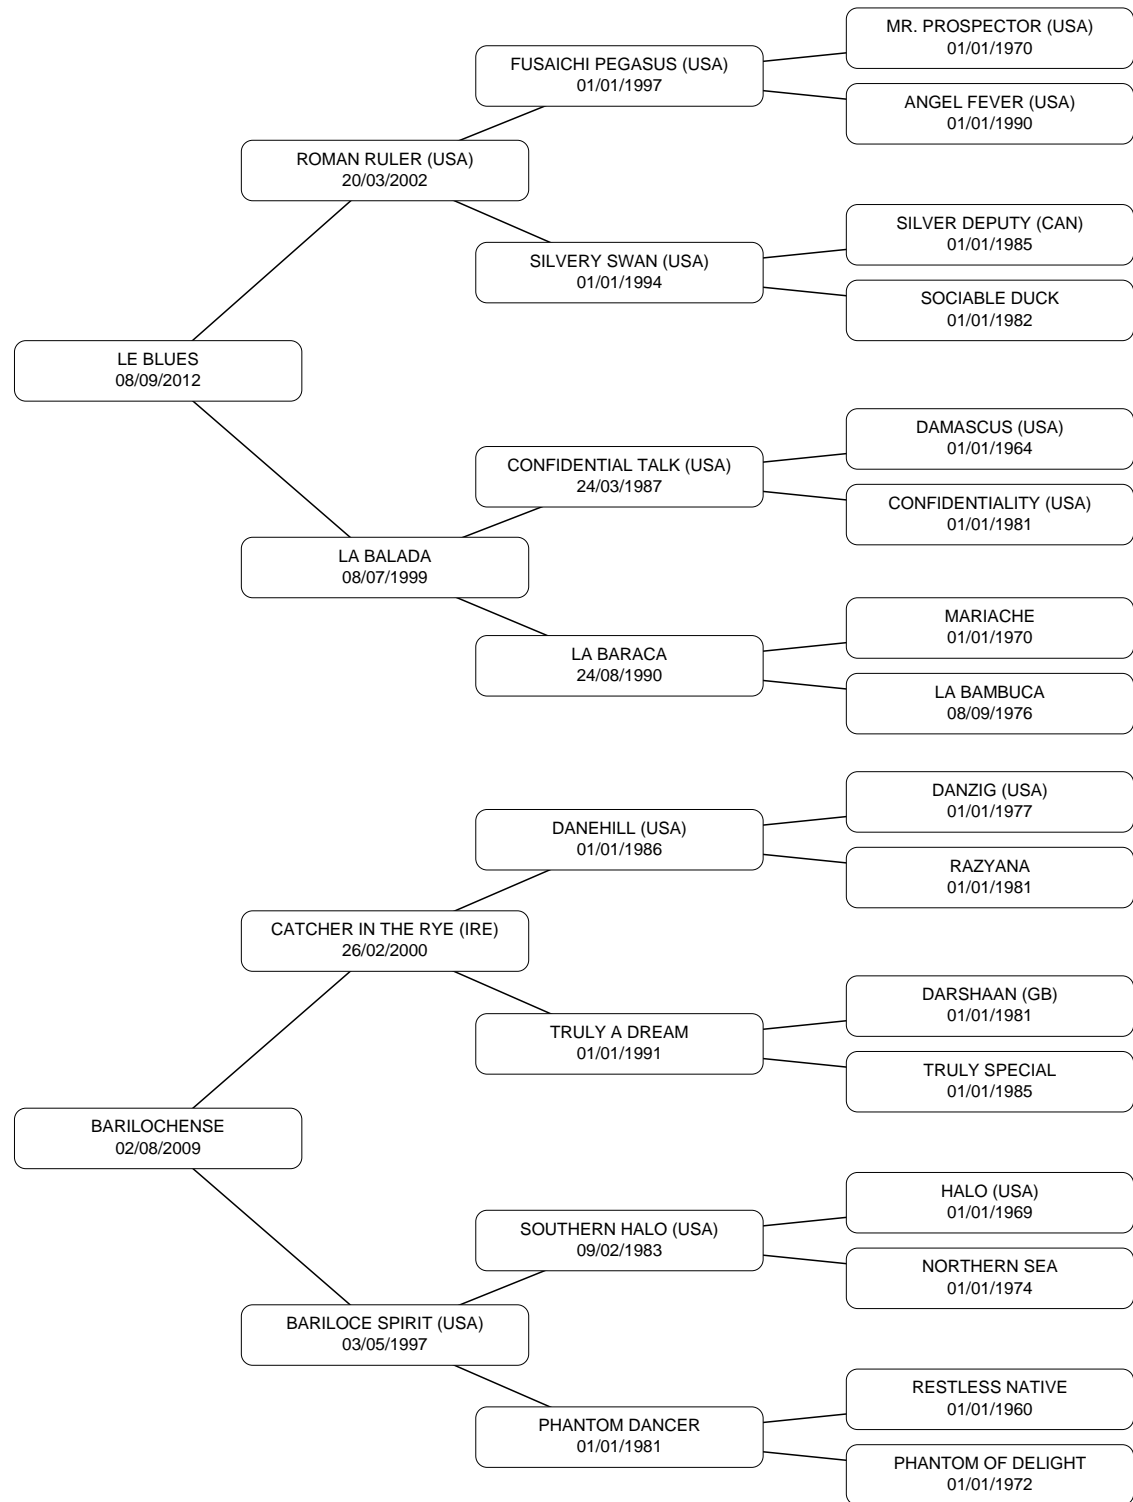 MR. PROSPECTOR (USA)
01/01/1970
FUSAICHI PEGASUS (USA)
01/01/1997
ANGEL FEVER (USA)
01/01/1990
ROMAN RULER (USA)
20/03/2002
SILVER DEPUTY (CAN)
01/01/1985
SILVERY SWAN (USA)
01/01/1994
SOCIABLE DUCK
01/01/1982
LE BLUES
08/09/2012
DAMASCUS (USA)
01/01/1964
CONFIDENTIAL TALK (USA)
24/03/1987
CONFIDENTIALITY (USA)
01/01/1981
LA BALADA
08/07/1999
MARIACHE
01/01/1970
LA BARACA
24/08/1990
LA BAMBUCA
08/09/1976
DANZIG (USA)
01/01/1977
DANEHILL (USA)
01/01/1986
RAZYANA
01/01/1981
CATCHER IN THE RYE (IRE)
26/02/2000
DARSHAAN (GB)
01/01/1981
TRULY A DREAM
01/01/1991
TRULY SPECIAL
01/01/1985
BARILOCHENSE
02/08/2009
HALO (USA)
01/01/1969
SOUTHERN HALO (USA)
09/02/1983
NORTHERN SEA
01/01/1974
BARILOCE SPIRIT (USA)
03/05/1997
RESTLESS NATIVE
01/01/1960
PHANTOM DANCER
01/01/1981
PHANTOM OF DELIGHT
01/01/1972